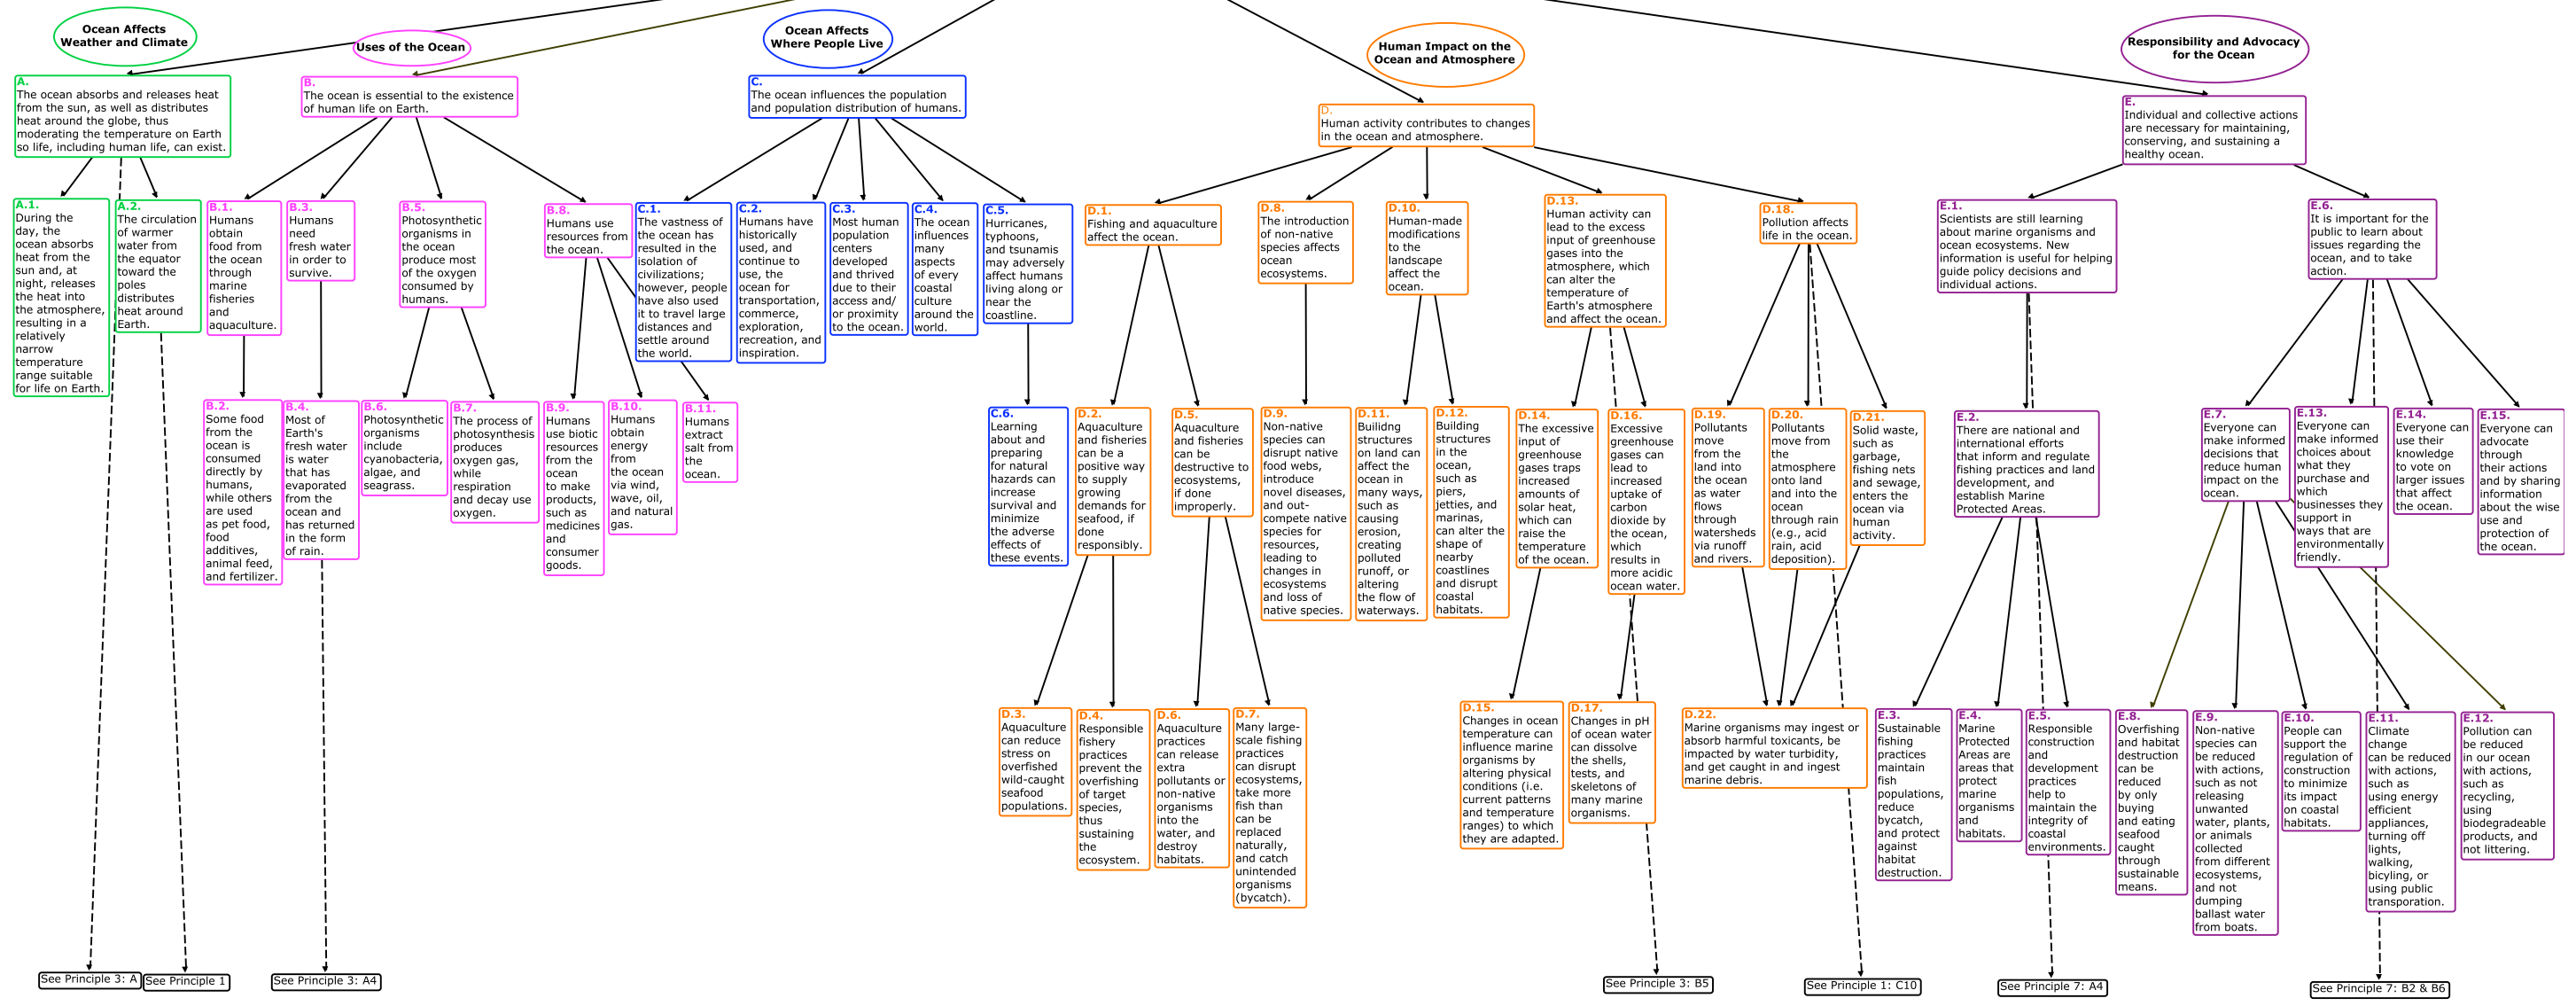 Ocean Affects
Weather and Climate
Uses of the Ocean
Ocean Affects
Where People Live
Human Impact on the
Ocean and Atmosphere
Responsibility and Advocacy
for the Ocean
A.
The ocean absorbs and releases heat
from the sun, as well as distributes
heat around the globe, thus
moderating the temperature on Earth
so life, including human life, can exist.
B.
The ocean is essential to the existence
of human life on Earth.
C.
The ocean influences the population
and population distribution of humans.
D.
Human activity contributes to changes
in the ocean and atmosphere.
E.
Individual and collective actions
are necessary for maintaining,
conserving, and sustaining a
healthy ocean.
A.1.
During the
day, the
ocean absorbs
heat from the
sun and, at
night, releases
the heat into
the atmosphere,
resulting in a
relatively
narrow
temperature
range suitable
for life on Earth.
A.2.
The circulation
of warmer
water from
the equator
toward the
poles
distributes
heat around
Earth.
B.1.
Humans
obtain
food from
the ocean
through
marine
fisheries
and
aquaculture.
B.3.
Humans
need
fresh water
in order to
survive.
B.5.
Photosynthetic
organisms in
the ocean
produce most
of the oxygen
consumed by
humans.
B.8.
Humans use
resources from
the ocean.
C.1.
The vastness of
the ocean has
resulted in the
isolation of
civilizations;
however, people
have also used
it to travel large
distances and
settle around
the world.
C.2.
Humans have
historically
used, and
continue to
use, the
ocean for
transportation,
commerce,
exploration,
recreation, and
inspiration.
C.3.
Most human
population
centers
developed
and thrived
due to their
access and/
or proximity
to the ocean.
C.4.
The ocean
influences
many
aspects
of every
coastal
culture
around the
world.
C.5.
Hurricanes,
typhoons,
and tsunamis
may adversely
affect humans
living along or
near the
coastline.
D.1.
Fishing and aquaculture
affect the ocean.
D.8.
The introduction
of non-native
species affects
ocean
ecosystems.
D.10.
Human-made
modifications
to the
landscape
affect the
ocean.
D.13.
Human activity can
lead to the excess
input of greenhouse
gases into the
atmosphere, which
can alter the
temperature of
Earth's atmosphere
and affect the ocean.
D.18.
Pollution affects
life in the ocean.
E.1.
Scientists are still learning
about marine organisms and
ocean ecosystems. New
information is useful for helping
guide policy decisions and
individual actions.
E.6.
It is important for the
public to learn about
issues regarding the
ocean, and to take
action.
B.2.
Some food
from the
ocean is
consumed
directly by
humans,
while others
are used
as pet food,
food
additives,
animal feed,
and fertilizer.
B.4.
Most of
Earth's
fresh water
is water
that has
evaporated
from the
ocean and
has returned
in the form
of rain.
B.6.
Photosynthetic
organisms
include
cyanobacteria,
algae, and
seagrass.
B.7.
The process of
photosynthesis
produces
oxygen gas,
while
respiration
and decay use
oxygen.
B.9.
Humans
use biotic
resources
from the
ocean
to make
products,
such as
medicines
and
consumer
goods.
B.10.
Humans
obtain
energy
from
the ocean
via wind,
wave, oil,
and natural
gas.
B.11.
Humans
extract
salt from
the
ocean.
C.6.
Learning
about and
preparing
for natural
hazards can
increase
survival and
minimize
the adverse
effects of
these events.
D.2.
Aquaculture
and fisheries
can be a
positive way
to supply
growing
demands for
seafood, if
done
responsibly.
D.5.
Aquaculture
and fisheries
can be
destructive to
ecosystems,
if done
improperly.
D.9.
Non-native
species can
disrupt native
food webs,
introduce
novel diseases,
and out-
compete native
species for
resources,
leading to
changes in
ecosystems
and loss of
native species.
D.11.
Builidng
structures
on land can
affect the
ocean in
many ways,
such as
causing
erosion,
creating
polluted
runoff, or
altering
the flow of
waterways.
D.12.
Building
structures
in the
ocean,
such as
piers,
jetties, and
marinas,
can alter the
shape of
nearby
coastlines
and disrupt
coastal
habitats.
D.14.
The excessive
input of
greenhouse
gases traps
increased
amounts of
solar heat,
which can
raise the
temperature
of the ocean.
D.16.
Excessive
greenhouse
gases can
lead to
increased
uptake of
carbon
dioxide by
the ocean,
which
results in
more acidic
ocean water.
D.19.
Pollutants
move
from the
land into
the ocean
as water
flows
through
watersheds
via runoff
and rivers.
D.20.
Pollutants
move from
the
atmosphere
onto land
and into the
ocean
through rain
(e.g., acid
rain, acid
deposition).
D.21.
Solid waste,
such as
garbage,
fishing nets
and sewage,
enters the
ocean via
human
activity.
E.2.
There are national and
international efforts
that inform and regulate
fishing practices and land
development, and
establish Marine
Protected Areas.
E.7.
Everyone can
make informed
decisions that
reduce human
impact on the
ocean.
E.13.
Everyone can
make informed
choices about
what they
purchase and
which
businesses they
support in
ways that are
environmentally
friendly.
E.14.
Everyone can
use their
knowledge
to vote on
larger issues
that affect
the ocean.
E.15.
Everyone can
advocate
through
their actions
and by sharing
information
about the wise
use and
protection of
the ocean.
D.3.
Aquaculture
can reduce
stress on
overfished
wild-caught
seafood
populations.
D.4.
Responsible
fishery
practices
prevent the
overfishing
of target
species,
thus
sustaining
the
ecosystem.
D.6.
Aquaculture
practices
can release
extra
pollutants or
non-native
organisms
into the
water, and
destroy
habitats.
D.7.
Many large-
scale fishing
practices
can disrupt
ecosystems,
take more
fish than
can be
replaced
naturally,
and catch
unintended
organisms
(bycatch).
D.15.
Changes in ocean
temperature can
influence marine
organisms by
altering physical
conditions (i.e.
current patterns
and temperature
ranges) to which
they are adapted.
D.17.
Changes in pH
of ocean water
can dissolve
the shells,
tests, and
skeletons of
many marine
organisms.
D.22.
Marine organisms may ingest or
absorb harmful toxicants, be
impacted by water turbidity,
and get caught in and ingest
marine debris.
E.3.
Sustainable
fishing
practices
maintain
fish
populations,
reduce
bycatch,
and protect
against
habitat
destruction.
E.4.
Marine
Protected
Areas are
areas that
protect
marine
organisms
and
habitats.
E.5.
Responsible
construction
and
development
practices
help to
maintain the
integrity of
coastal
environments.
E.8.
Overfishing
and habitat
destruction
can be
reduced
by only
buying
and eating
seafood
caught
through
sustainable
means.
E.9.
Non-native
species can
be reduced
with actions,
such as not
releasing
unwanted
water, plants,
or animals
collected
from different
ecosystems,
and not
dumping
ballast water
from boats.
E.10.
People can
support the
regulation of
construction
to minimize
its impact
on coastal
habitats.
E.11.
Climate
change
can be reduced
with actions,
such as
using energy
efficient
appliances,
turning off
lights,
walking,
bicyling, or
using public
transporation.
E.12.
Pollution can
be reduced
in our ocean
with actions,
such as
recycling,
using
biodegradeable
products, and
not littering.
See Principle 3: A
See Principle 1
See Principle 3: A4
See Principle 3: B5
See Principle 1: C10
See Principle 7: A4
See Principle 7: B2 & B6